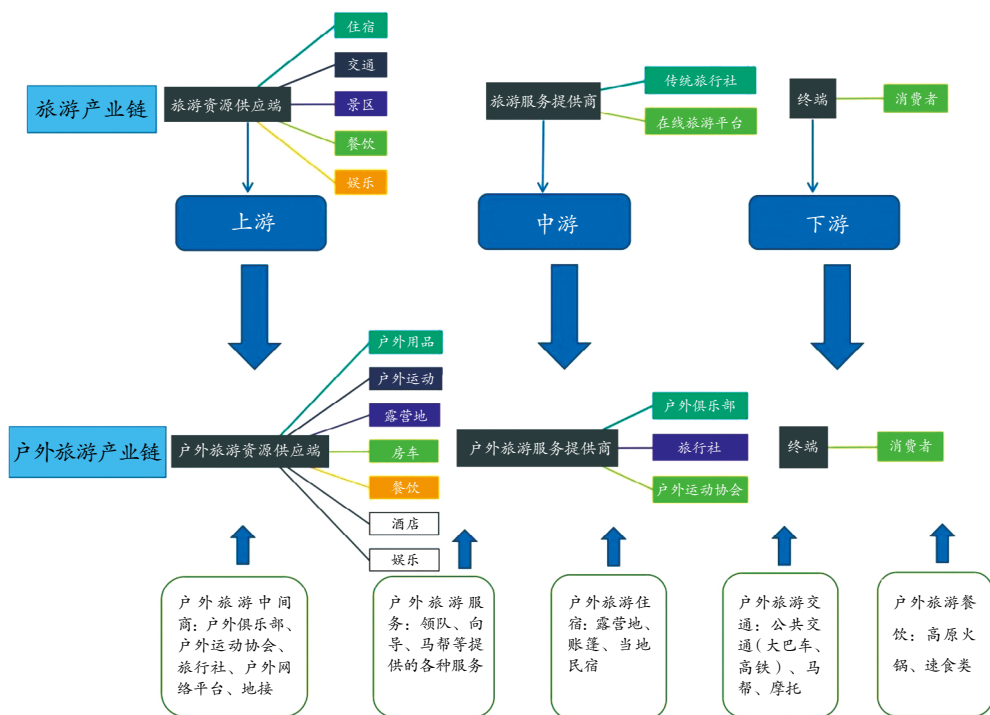 住宿
交通
旅游产业链
旅游资源供应端
景区
餐饮
娱乐
旅游服务提供商
传统旅行社
在线旅游平台
终端
消费者
上游
中游
下游
户外用品
户外运动
露营地
户外旅游产业链
户外旅游资源供应端
房车
餐饮
酒店
娱乐
户外俱乐部
户外旅游服务提供商
旅行社
户外运动协会
终端
消费者
户外旅游中间
商:户外俱乐部、
户外运动协会、
旅行社、户外网
络平台、地接
户外旅游服
务:领队、向
导、马帮等提
供的各种服务
户外旅游住
宿:露营地、
账篷、当地
民宿
户外旅游交
通:公共交
通(大巴车、
高铁)、马
帮、摩托
户外旅游餐
饮:高原火
锅、速食类